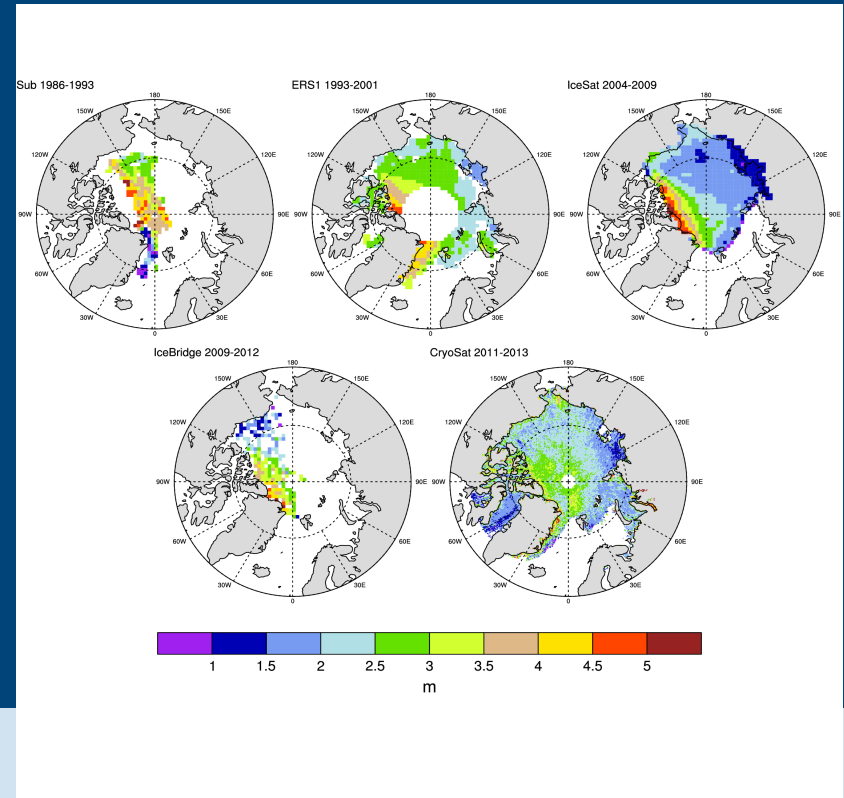 Sub 1986-1993
180
150W
150E
120W
120E
90W
90E
60W
60E
30W
30E
0
ERS1 1993-2001
180
150W
150E
120W
120E
90W
90E
60W
60E
30W
30E
0
IceSat 2004-2009
180
150W
150E
120W
120E
90W
90E
60W
60E
30W
30E
0
IceBridge 2009-2012
180
150W
150E
120W
120E
90W
90E
60W
60E
30W
30E
0
CryoSat 2011-2013
180
150W
150E
120W
120E
90W
90E
60W
60E
30W
30E
0
1 1.5 2 2.5 3 3.5 4 4.5 5
m